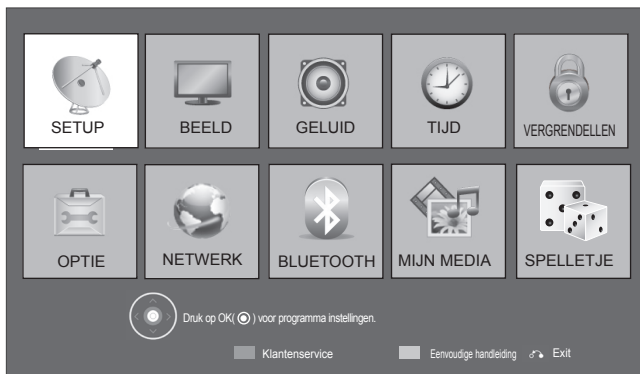 SETUP BEELD GELUID TIJD VERGRENDELLEN
OPTIE NETWERK BLUETOOTH MIJN MEDIA SPELLETJE
Druk op OK( ) voor programma instellingen.
Klantenservice Eenvoudige handleiding Exit